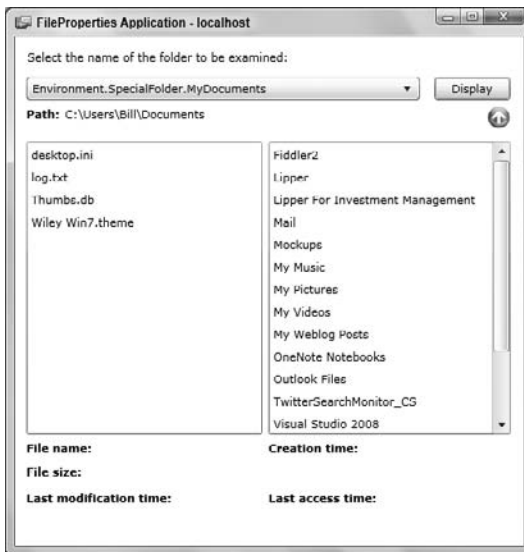 FileProperties Application - localhost
Select the name of the folder to be examined:
Environment.SpecialFolder.MyDocuments
Display
Path: C:\Users\Bill\Documents
desktop.ini
log.txt
Thumbs.db
Wiley Win7.theme
Fiddler2
Lipper
Lipper For Investment Management
Mail
Mockups
My Music
My Pictures
My Videos
My Weblog Posts
OneNote Notebooks
Outlook Files
TwitterSearchMonitor_CS
Visual Studio 2008
File name:
Creation time:
File size:
Last modification time:
Last access time: